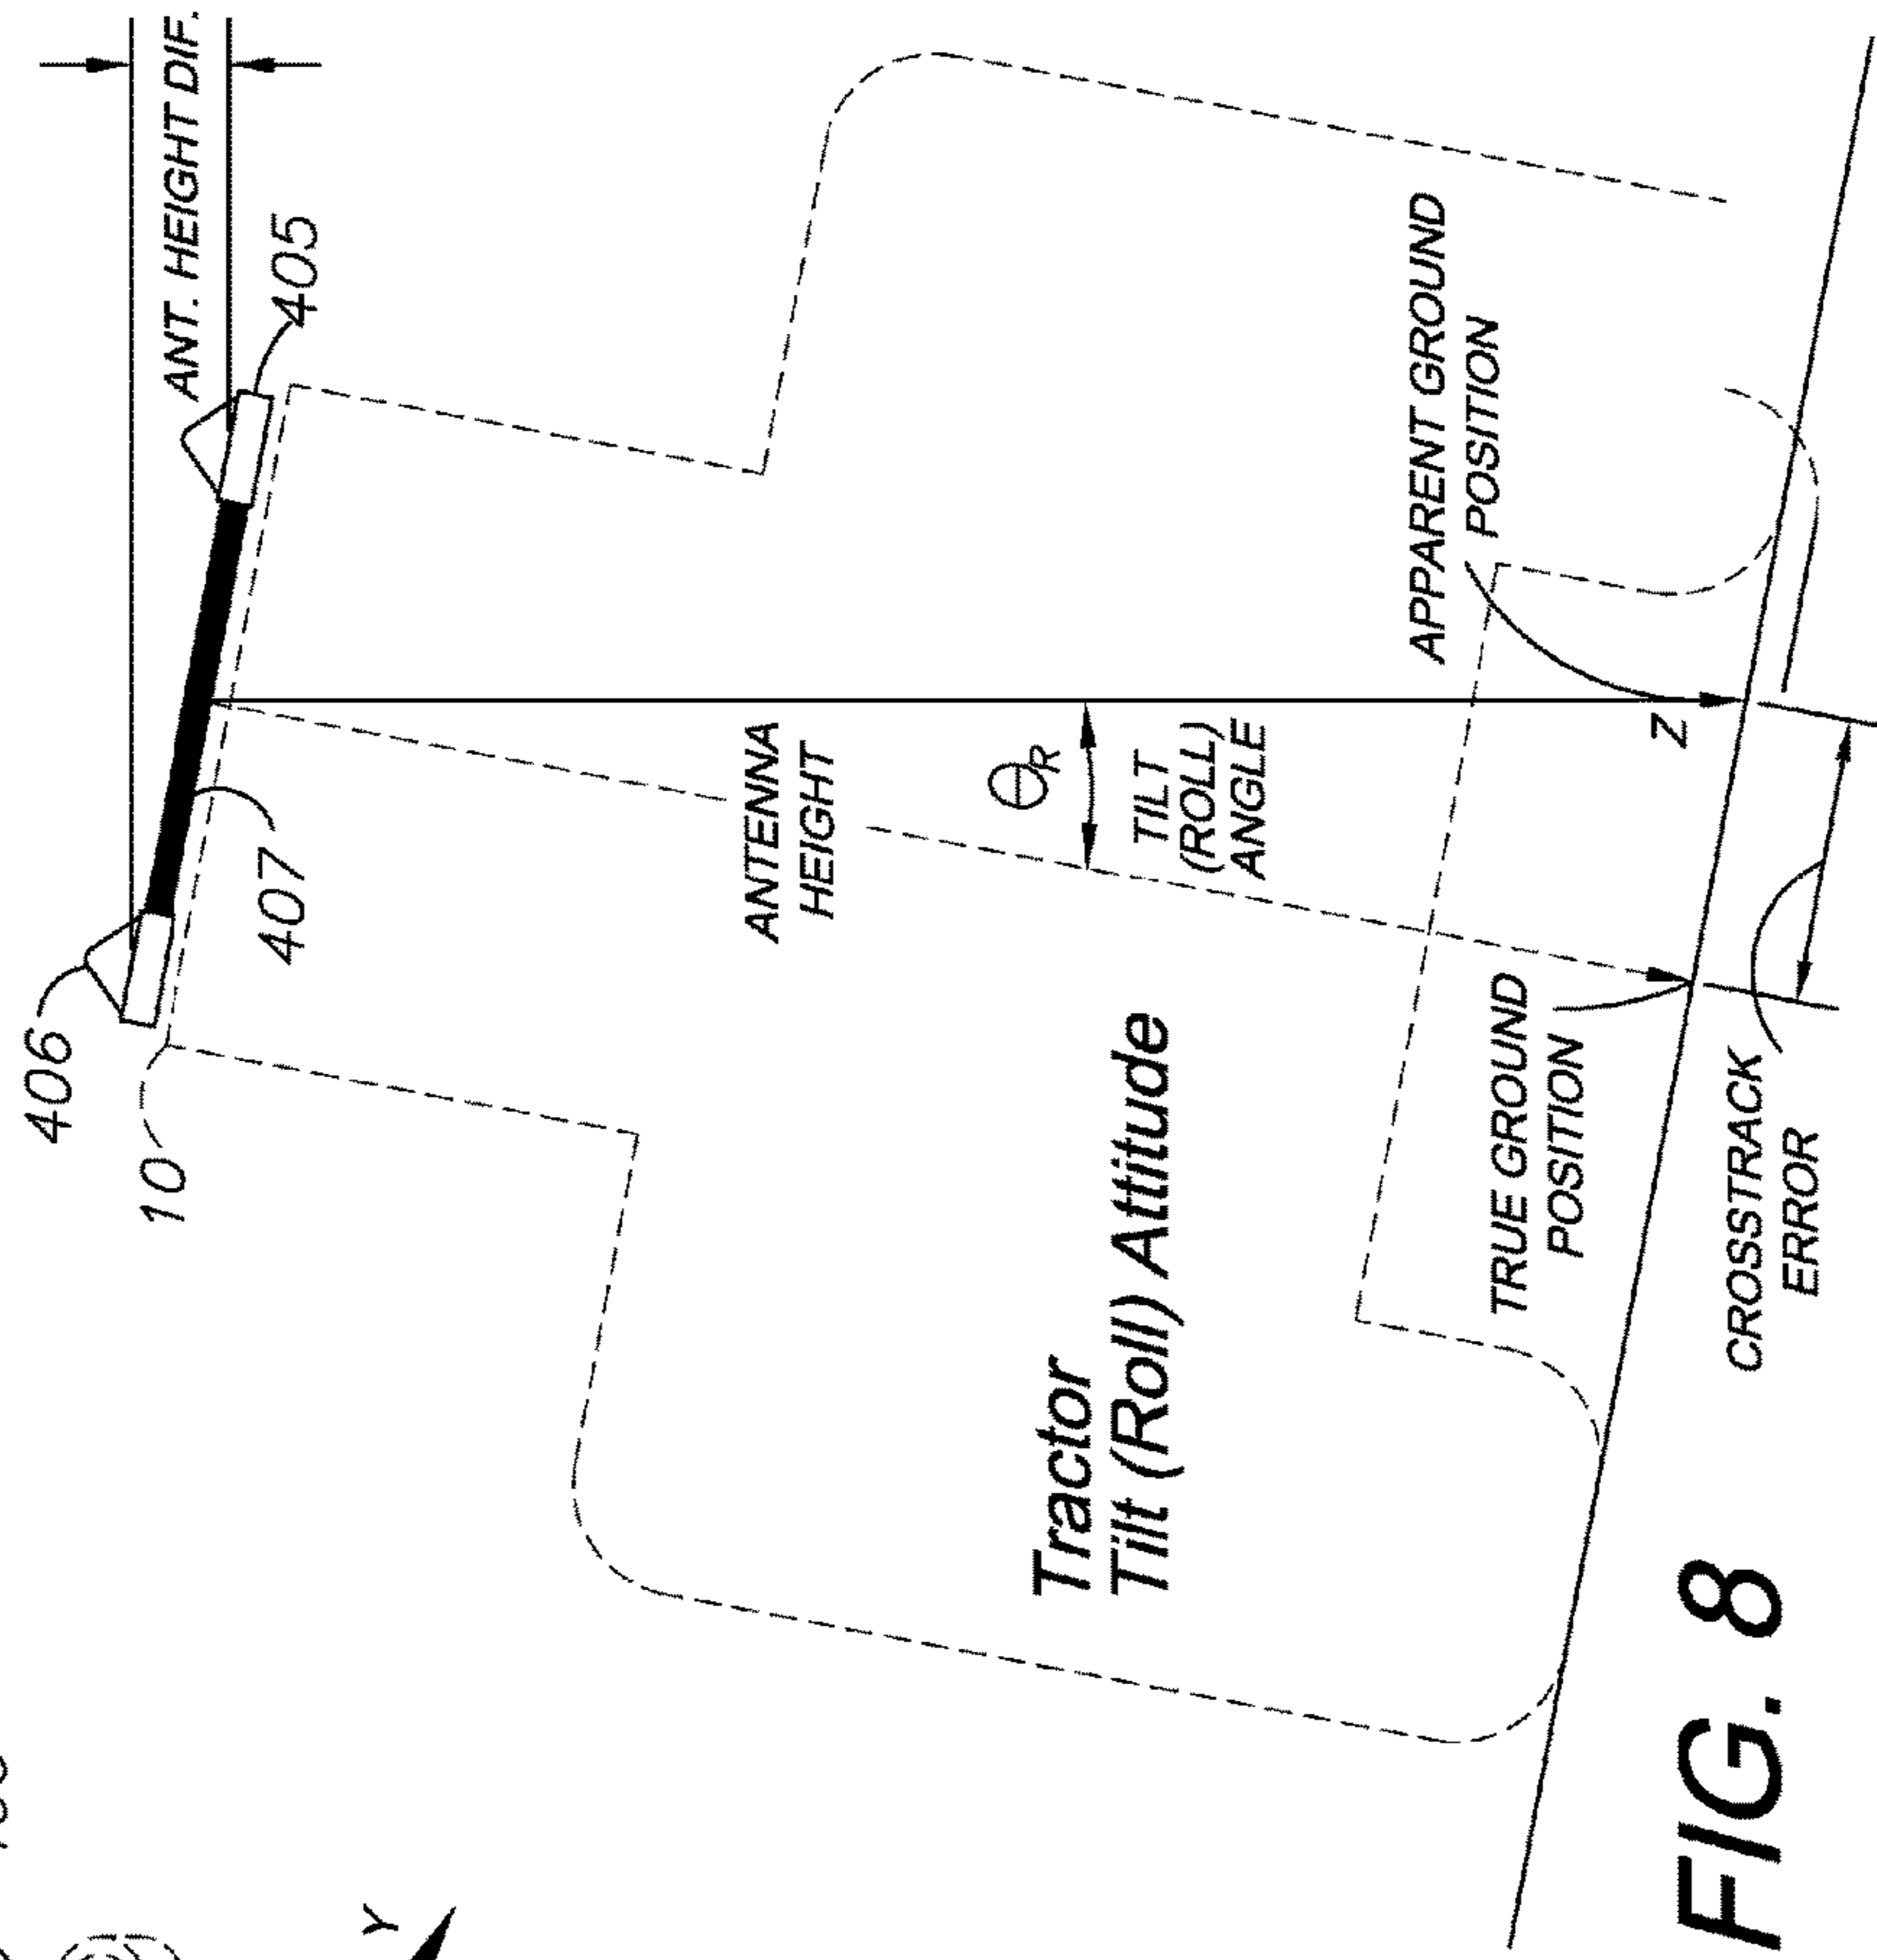 ANT. HEIGHT DIF.
406
405
10
407
ANTENNA
HEIGHT
ΘR
TILT
(ROLL)
ANGLE
Tractor
Tilt (Roll) Attitude
APPARENT GROUND
POSITION
Z
TRUE GROUND
POSITION
CROSSTRACK
ERROR
Y
FIG. 8